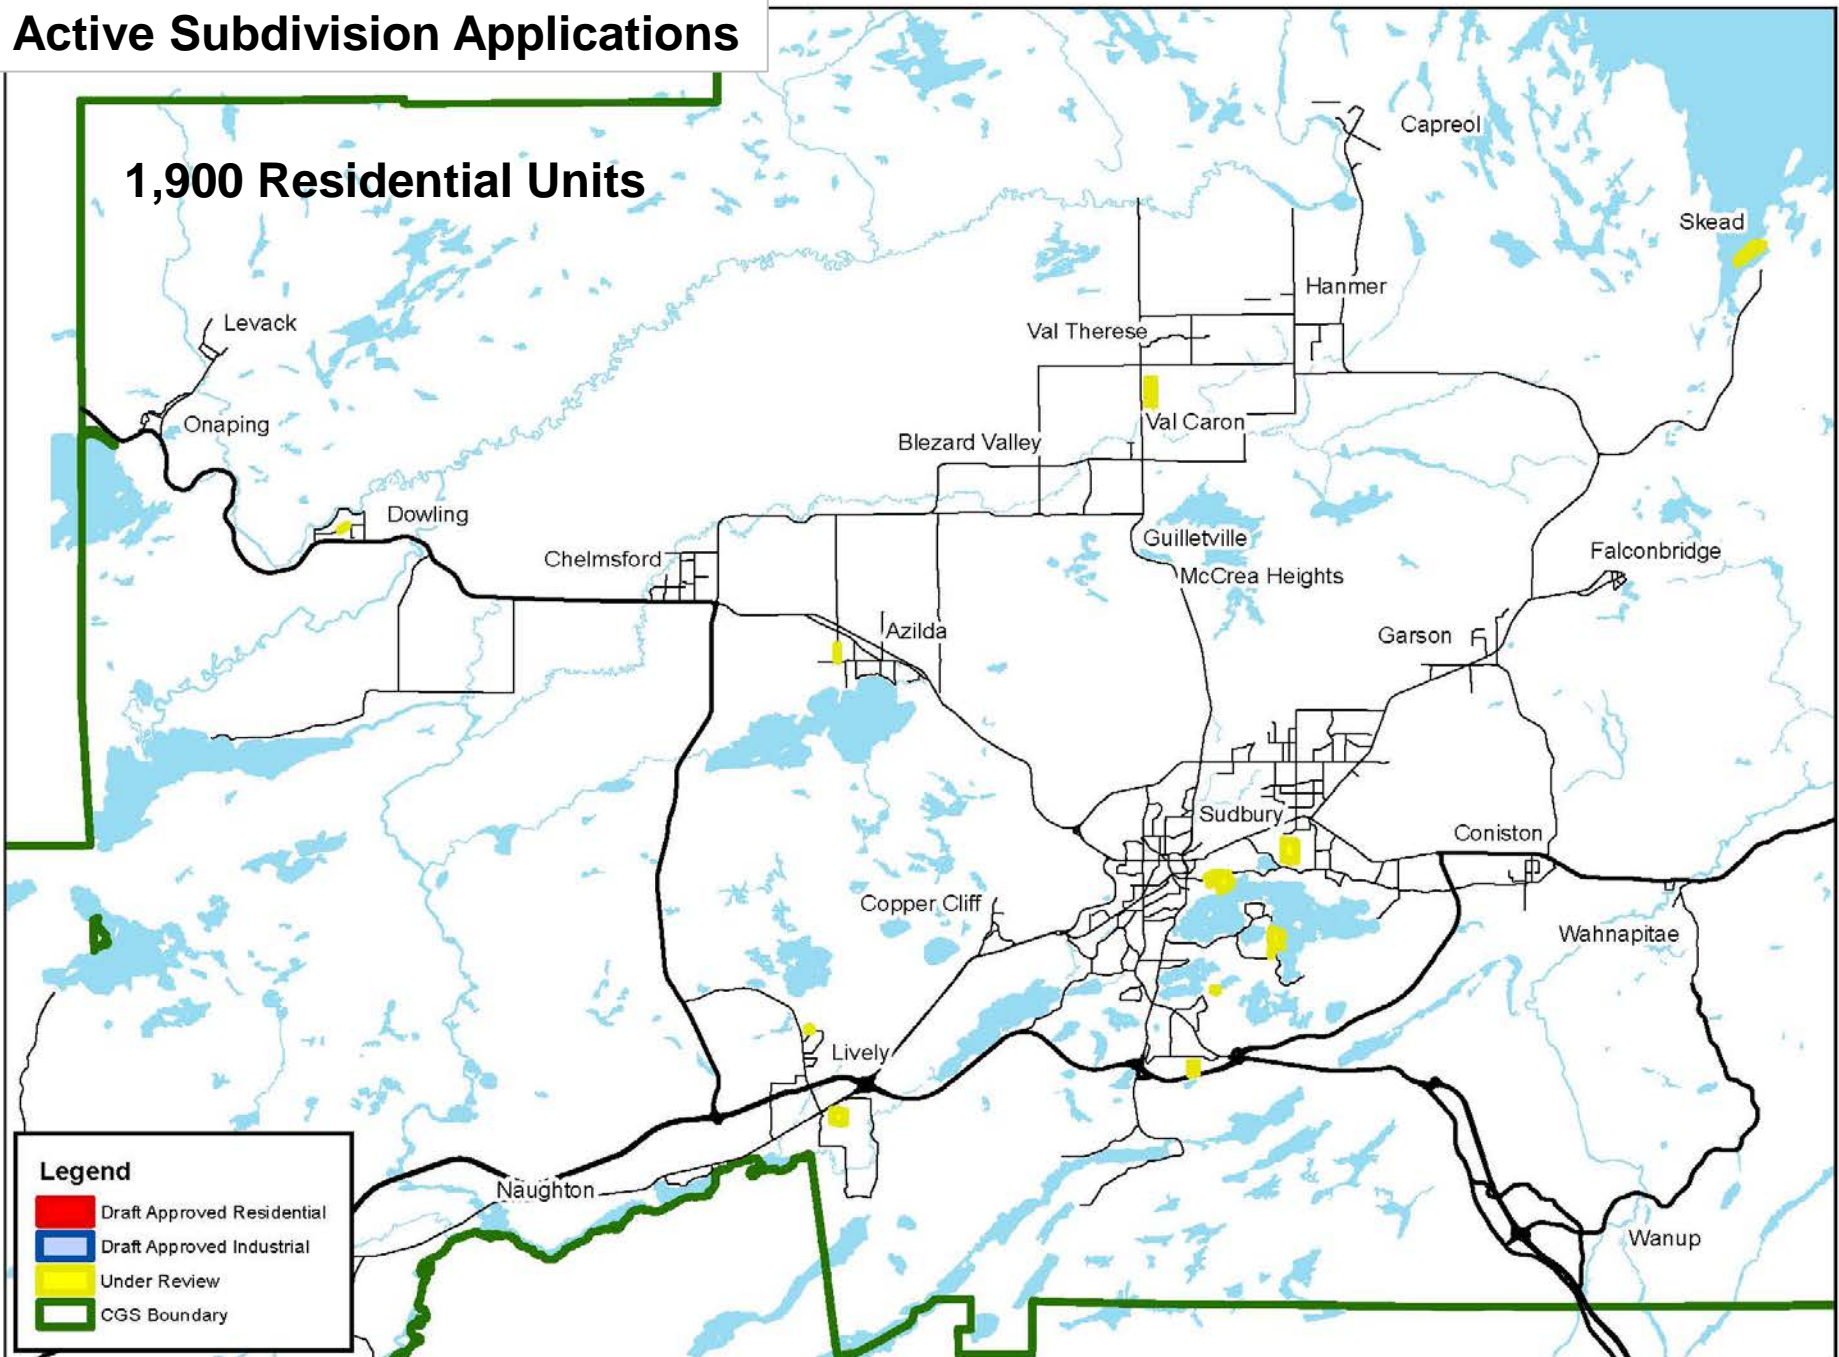 Active Subdivision Applications
1,900 Residential Units
Capreol
Skead
Hanmer
Levack
Val Therese
Onaping
Val Caron
Blezard Valley
Dowling
Guilletville
Chelmsford
Falconbridge
McCrea Heights
Azilda
Garson
Sudbury
Coniston
Copper Cliff
Wahnapitae
Lively
Legend
Naughton
Draft Approved Residential
Wanup
Draft Approved Industrial
Under Review
CGS Boundary